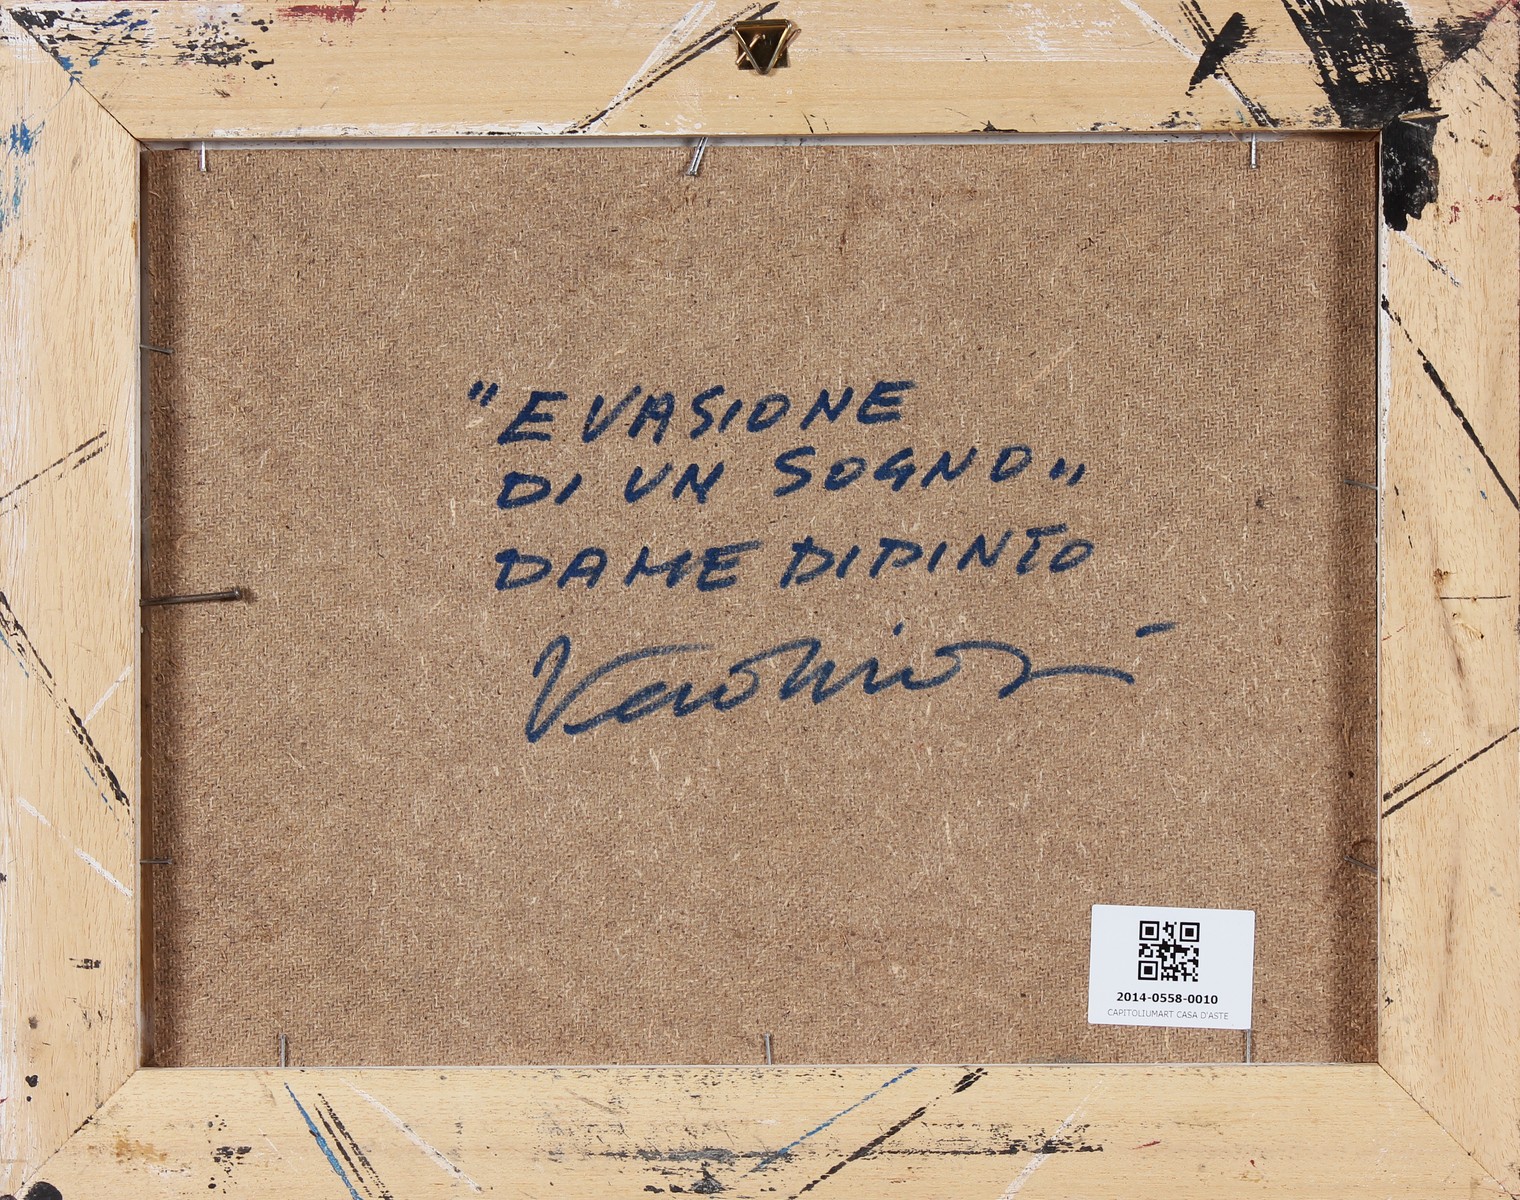 "EVASIONE
DI UN SOGNO"
DA ME DIPINTO
2014-0558-0010
CAPITOLIUMART CASA D'ASTE